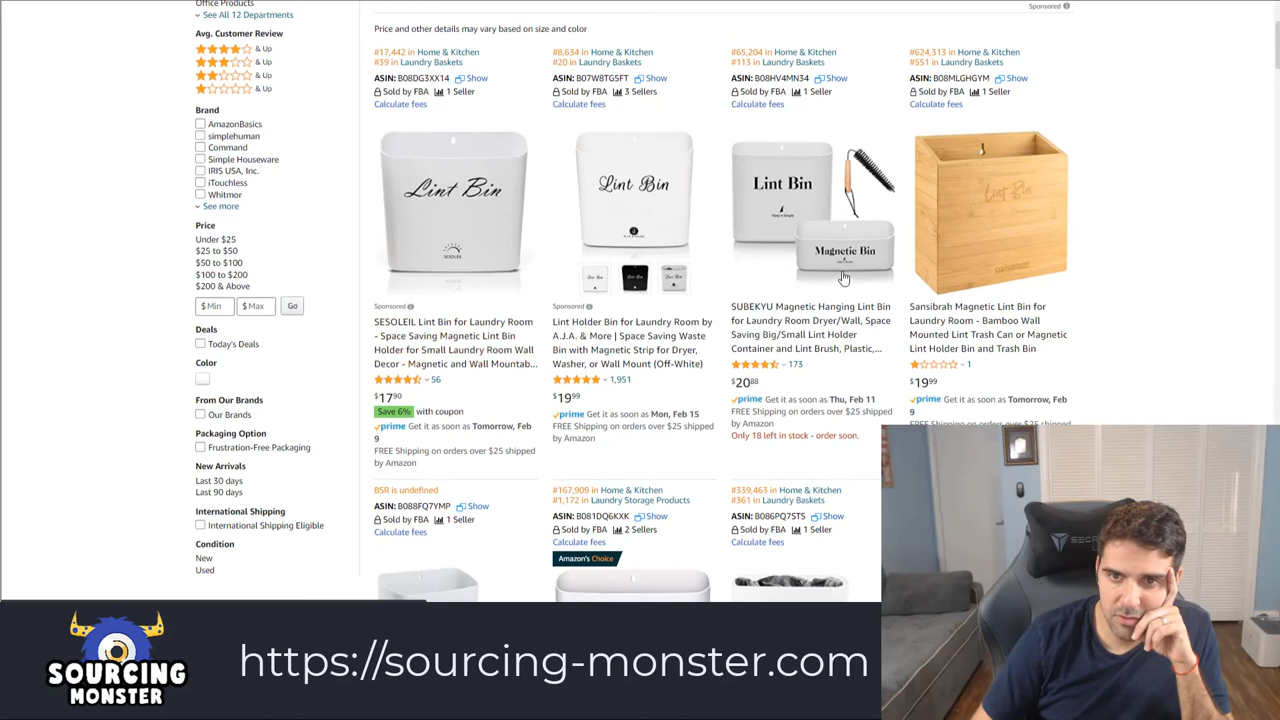 Office Products
See All 12 Departments
Avg. Customer Review
& Up
& Up
& Up
& Up
Brand
AmazonBasics
simplehuman
Command
Simple Houseware
IRIS USA, Inc.
iTouchless
Whitmor
See more
Price
Under $25
$25 to $50
$50 to $100
$100 to $200
$200 & Above
$ Min $ Max Go
Deals
Today's Deals
Color
From Our Brands
Our Brands
Packaging Option
Frustration-Free Packaging
New Arrivals
Last 30 days
Last 90 days
International Shipping
International Shipping Eligible
Condition
New
Used
Sponsored
Price and other details may vary based on size and color
#17,442 in Home & Kitchen
#39 in Laundry Baskets
ASIN: B08DG3XX14 Show
Sold by FBA 1 Seller
Calculate fees
Lint Bin
SESOLEIL
Sponsored
SESOLEIL Lint Bin for Laundry Room
- Space Saving Magnetic Lint Bin
Holder for Small Laundry Room Wall
Decor - Magnetic and Wall Mountab...
56
$17 90
Save 6% with coupon
prime Get it as soon as Tomorrow, Feb
9
FREE Shipping on orders over $25 shipped
by Amazon
#8,634 in Home & Kitchen
#20 in Laundry Baskets
ASIN: B07W8TG5FT Show
Sold by FBA 3 Sellers
Calculate fees
Lint Bin
Sponsored
Lint Holder Bin for Laundry Room by
A.J.A. & More | Space Saving Waste
Bin with Magnetic Strip for Dryer,
Washer, or Wall Mount (Off-White)
1,951
$19 99
prime Get it as soon as Mon, Feb 15
FREE Shipping on orders over $25 shipped
by Amazon
#65,204 in Home & Kitchen
#113 in Laundry Baskets
ASIN: B08HV4MN34 Show
Sold by FBA 1 Seller
Calculate fees
Lint Bin
Keep it Simple
Magnetic Bin
SUBEKYU Magnetic Hanging Lint Bin
for Laundry Room Dryer/Wall, Space
Saving Big/Small Lint Holder
Container and Lint Brush, Plastic,...
173
$20 88
prime Get it as soon as Thu, Feb 11
FREE Shipping on orders over $25 shipped
by Amazon
Only 18 left in stock - order soon.
#624,313 in Home & Kitchen
#551 in Laundry Baskets
ASIN: B08MLGHGYM Show
Sold by FBA 1 Seller
Calculate fees
Lint Bin
Sansibrah Magnetic Lint Bin for
Laundry Room - Bamboo Wall
Mounted Lint Trash Can or Magnetic
Lint Holder Bin and Trash Bin
1
$19 99
prime Get it as soon as Tomorrow, Feb
9
FREE Shipping on orders over $25 shipped
BSR is undefined
ASIN: B088FQ7YMP Show
Sold by FBA 1 Seller
Calculate fees
#167,909 in Home & Kitchen
#1,172 in Laundry Storage Products
ASIN: B081DQ6KXK Show
Sold by FBA 2 Sellers
Calculate fees
Amazon's Choice
#339,463 in Home & Kitchen
#361 in Laundry Baskets
ASIN: B086PQ7STS Show
Sold by FBA 1 Seller
Calculate fees
SOURCING
MONSTER
https://sourcing-monster.com